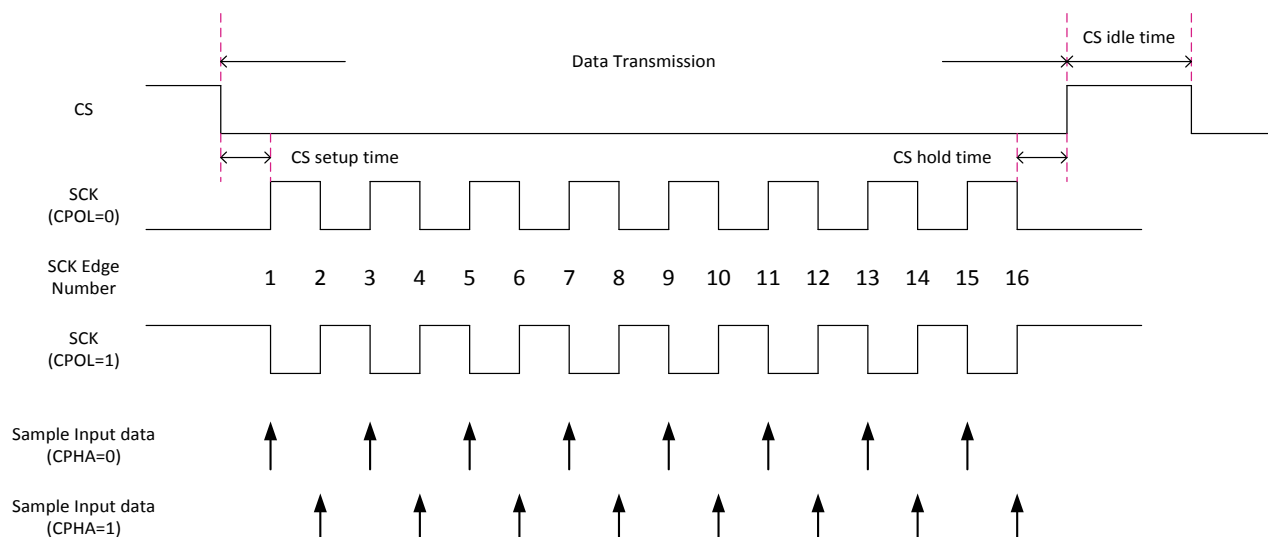 CS idle time
Data Transmission
CS
CS setup time
CS hold time
SCK
(CPOL=0)
SCK Edge
Number
1 2 3 4 5 6 7 8 9 10 11 12 13 14 15 16
SCK
(CPOL=1)
Sample Input data
(CPHA=0)
Sample Input data
(CPHA=1)